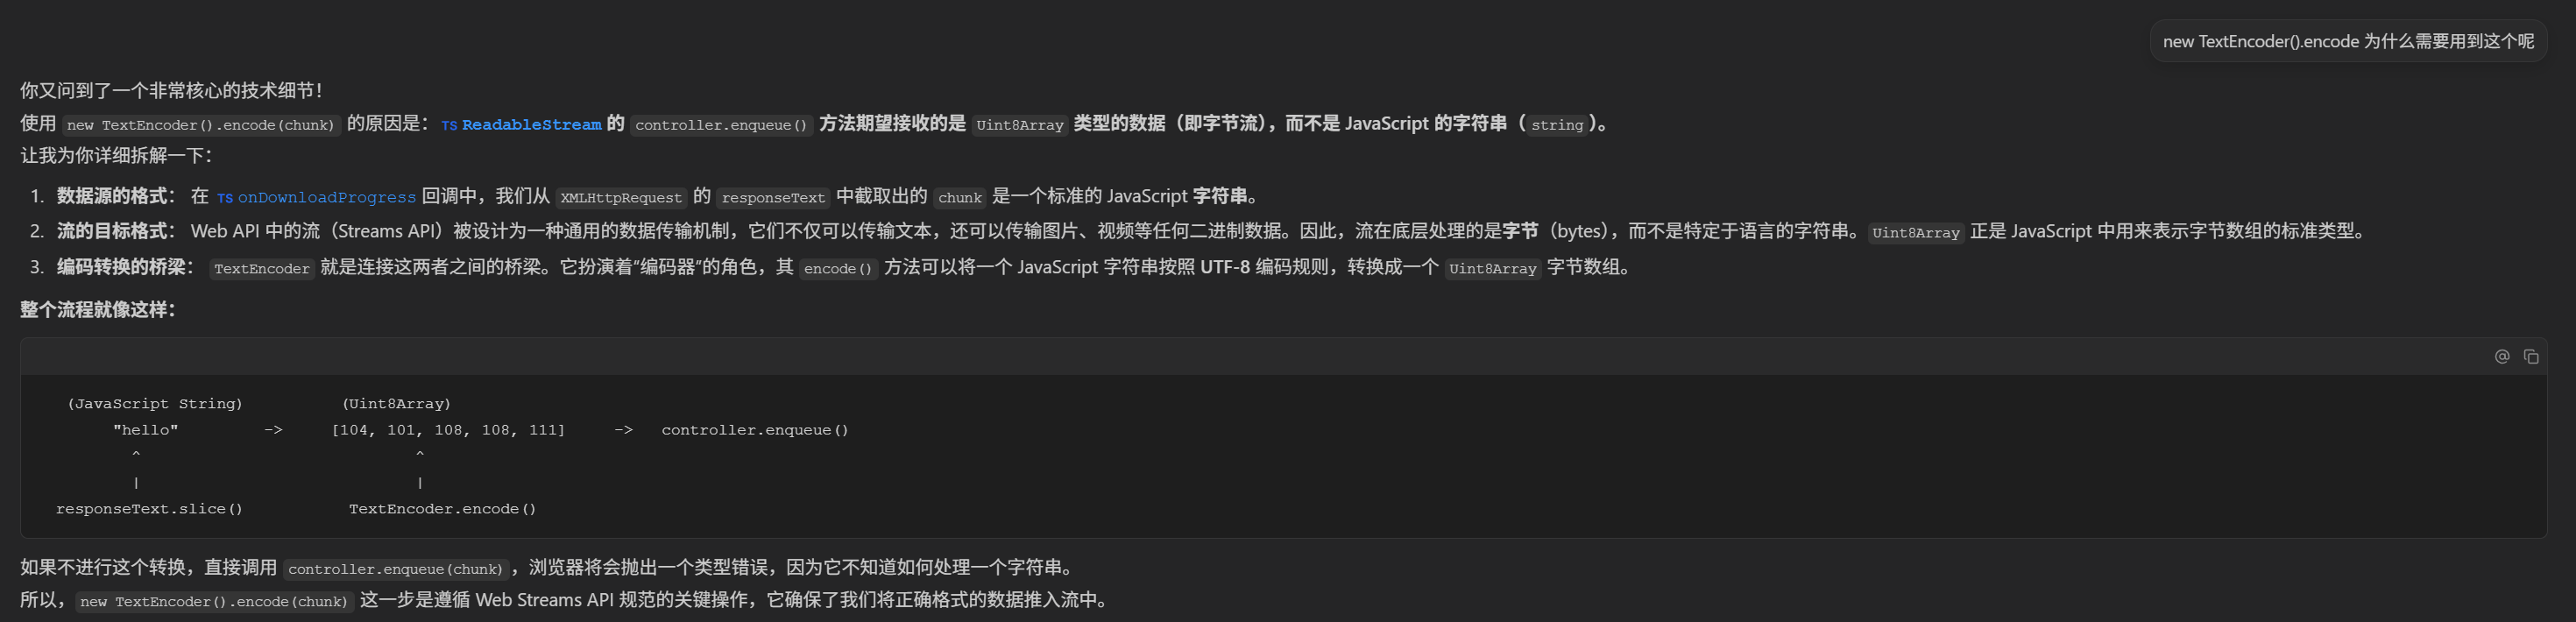 new TextEncoder().encode 为什么需要用到这个呢
你又问到了一个非常核心的技术细节！
使用 new TextEncoder().encode(chunk) 的原因是： TS ReadableStream 的 controller.enqueue() 方法期望接收的是 Uint8Array 类型的数据（即字节流），而不是 JavaScript 的字符串（string）。
让我为你详细拆解一下：
1. 数据源的格式： 在 TS onDownloadProgress 回调中，我们从 XMLHttpRequest 的 responseText 中截取出的 chunk 是一个标准的 JavaScript 字符串。
2. 流的目标格式： Web API 中的流（Streams API）被设计为一种通用的数据传输机制，它们不仅可以传输文本，还可以传输图片、视频等任何二进制数据。因此，流在底层处理的是字节（bytes），而不是特定于语言的字符串。Uint8Array 正是 JavaScript 中用来表示字节数组的标准类型。
3. 编码转换的桥梁： TextEncoder 就是连接这两者之间的桥梁。它扮演着“编码器”的角色，其 encode() 方法可以将一个 JavaScript 字符串按照 UTF-8 编码规则，转换成一个 Uint8Array 字节数组。
整个流程就像这样：
(JavaScript String) (Uint8Array)
"hello" -> [104, 101, 108, 108, 111] -> controller.enqueue()
^ ^
| |
responseText.slice() TextEncoder.encode()
如果不进行这个转换，直接调用 controller.enqueue(chunk)，浏览器将会抛出一个类型错误，因为它不知道如何处理一个字符串。
所以，new TextEncoder().encode(chunk) 这一步是遵循 Web Streams API 规范的关键操作，它确保了我们将正确格式的数据推入流中。